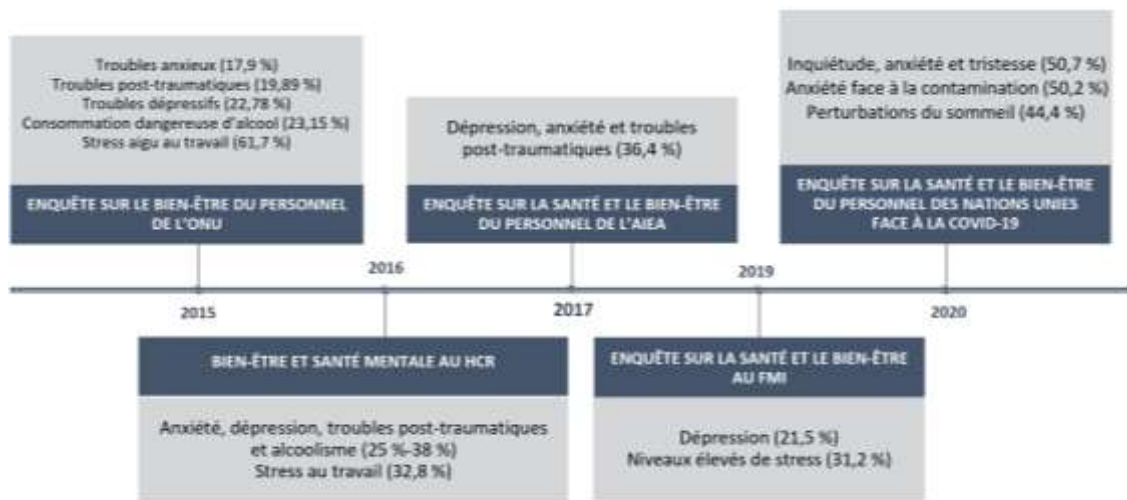 Troubles anxieux (17,9 %)
Troubles post-traumatiques (19,89 %)
Troubles dépressifs (22,78 %)
Consommation dangereuse d'alcool (23,15 %)
Stress aigu au travail (61,7 %)
ENQUÊTE SUR LE BIEN-ÊTRE DU PERSONNEL
DE L'ONU
Dépression, anxiété et troubles
post-traumatiques (36,4 %)
ENQUÊTE SUR LA SANTÉ ET LE BIEN-ÊTRE
DU PERSONNEL DE L'AIEA
Inquiétude, anxiété et tristesse (50,7 %)
Anxiété face à la contamination (50,2 %)
Perturbations du sommeil (44,4 %)
ENQUÊTE SUR LA SANTÉ ET LE BIEN-ÊTRE
DU PERSONNEL DES NATIONS UNIES
FACE À LA COVID-19
2016
2019
2015
2017
2020
BIEN-ÊTRE ET SANTÉ MENTALE AU HCR
Anxiété, dépression, troubles post-traumatiques
et alcoolisme (25 %-38 %)
Stress au travail (32,8 %)
ENQUÊTE SUR LA SANTÉ ET LE BIEN-ÊTRE
AU FMI
Dépression (21,5 %)
Niveaux élevés de stress (31,2 %)